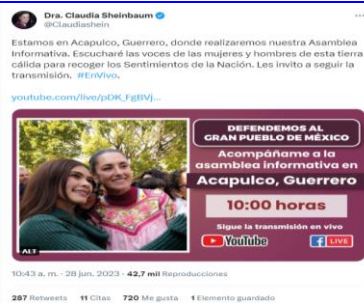 Dra. Claudia Sheinbaum
@Claudiashein
Estamos en Acapulco, Guerrero, donde realizaremos nuestra Asamblea
Informativa. Escucharé las voces de las mujeres y hombres de esta tierra
cálida para recoger los Sentimientos de la Nación. Les invito a seguir la
transmisión. #EnVivo.
youtube.com/live/pDK_FgBVj...
DEFENDEMOS AL
GRAN PUEBLO DE MÉXICO
Acompáñame a la
asamblea informativa en
Acapulco, Guerrero
10:00 horas
Sigue la transmisión en vivo
YouTube
LIVE
ALT
10:43 a. m. · 28 jun. 2023 · 42,7 mil Reproducciones
287 Retweets 11 Citas 720 Me gusta 1 Elemento guardado